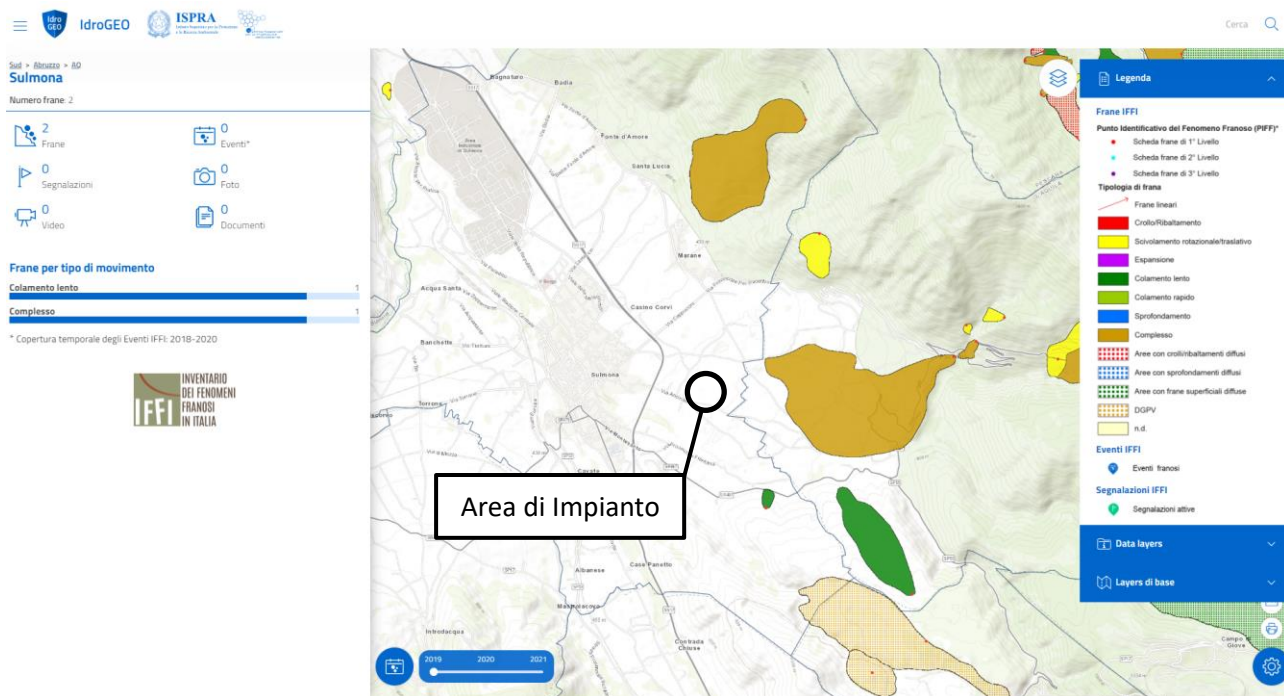 Idro
GEO
IdroGEO
ISPRA
Cerca
Sud > Abruzzo > AQ
Sulmona
Numero frane: 2
2
Frane
0
Eventi*
0
Segnalazioni
0
Foto
0
Video
0
Documenti
Frane per tipo di movimento
Colamento lento 1
Complesso 1
* Copertura temporale degli Eventi IFFI: 2018-2020
IFFI
INVENTARIO
DEI FENOMENI
FRANOSI
IN ITALIA
Bagnaturo
Badia
Fonte d'Amore
Santa Lucia
Marane
Acqua Santa
Casino Corvi
Banchette
Sulmona
Torrone
Area di Impianto
Albanese
Case Panetto
Introdacqua
Contrada
Chiuse
Campo di
Giove
2019 2020 2021
Legenda
Frane IFFI
Punto Identificativo del Fenomeno Franoso (PIFF)*
Scheda frane di 1° Livello
Scheda frane di 2° Livello
Scheda frane di 3° Livello
Tipologia di frana
Frane lineari
Crollo/Ribaltamento
Scivolamento rotazionale/traslativo
Espansione
Colamento lento
Colamento rapido
Sprofondamento
Complesso
Aree con crolli/ribaltamenti diffusi
Aree con sprofondamenti diffusi
Aree con frane superficiali diffuse
DGPV
n.d.
Eventi IFFI
Eventi franosi
Segnalazioni IFFI
Segnalazioni attive
Data layers
Layers di base